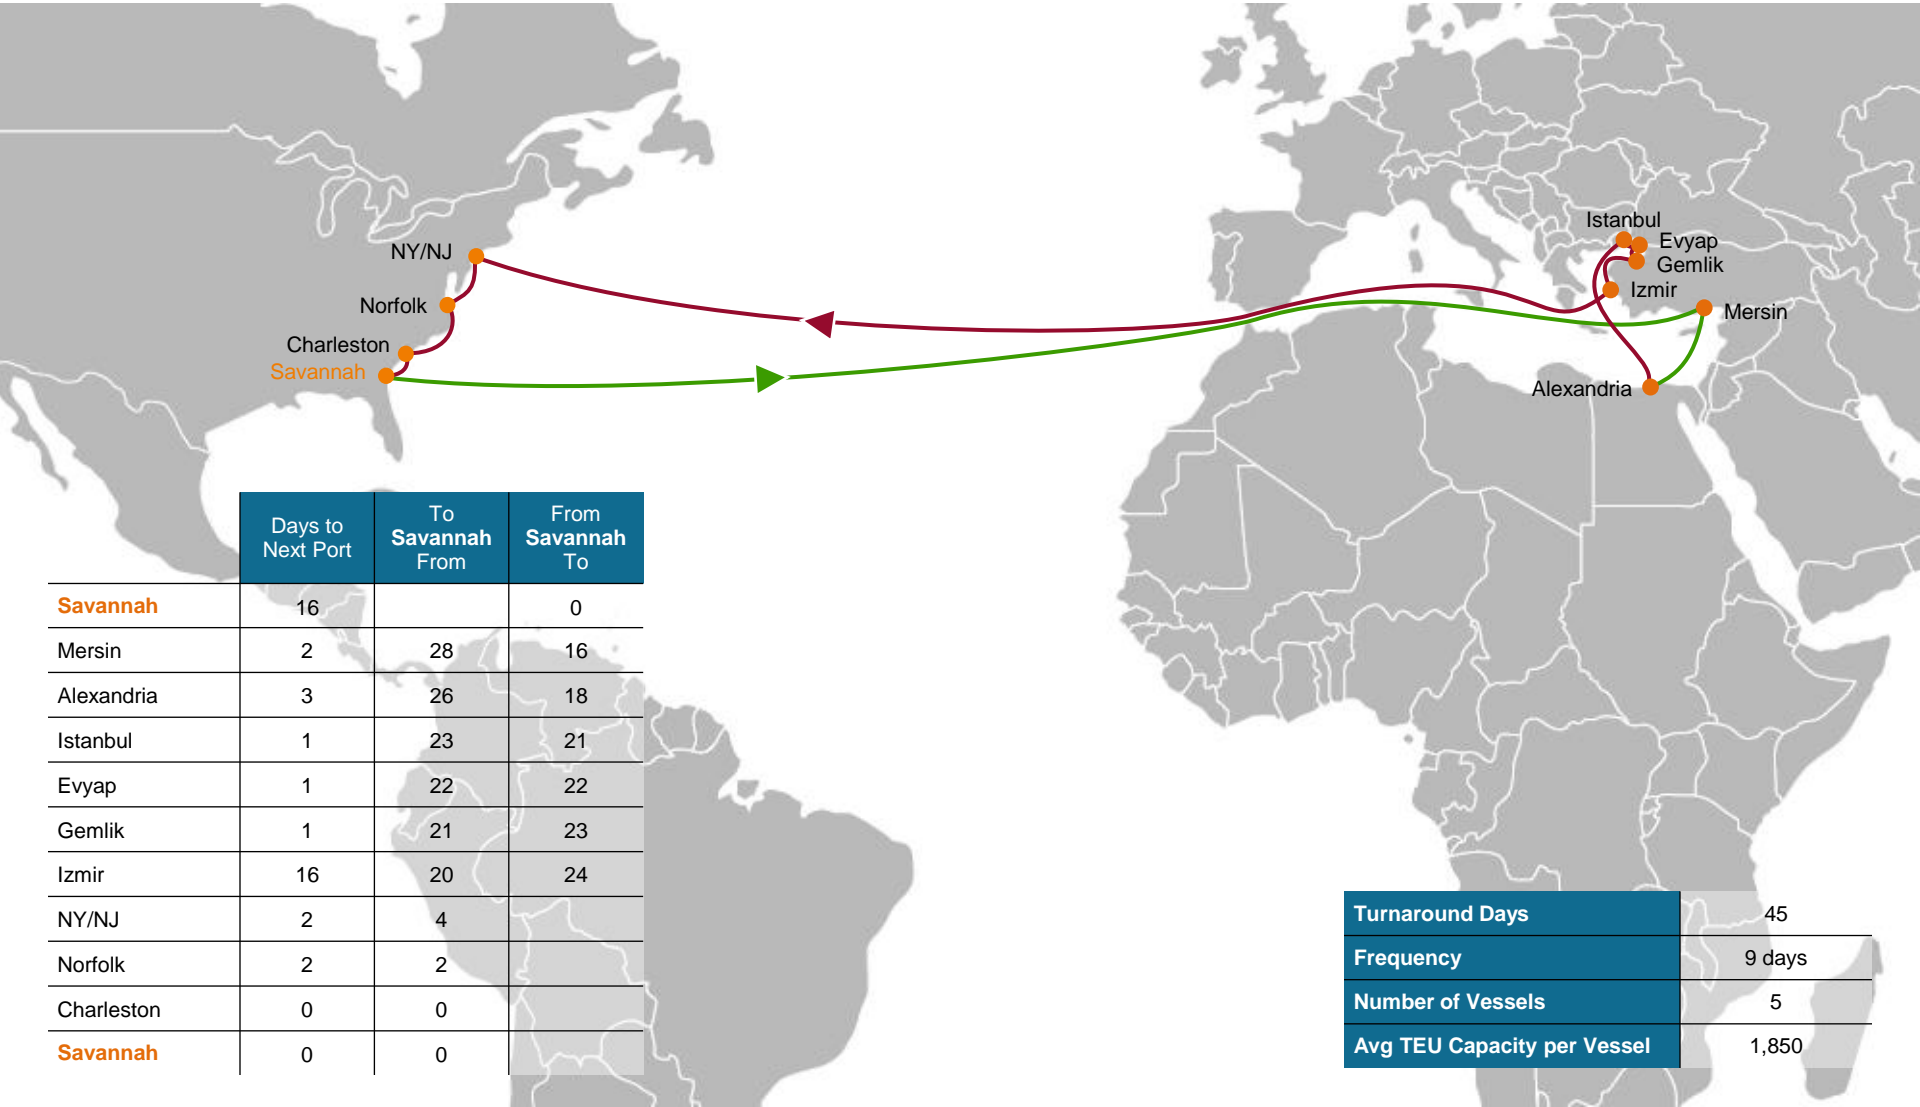 Istanbul
Evyap
Gemlik
Izmir
Mersin
Alexandria
NY/NJ
Norfolk
Charleston
Savannah
Days to Next Port | To Savannah From | From Savannah To
Savannah 16 0
Mersin 2 28 16
Alexandria 3 26 18
Istanbul 1 23 21
Evyap 1 22 22
Gemlik 1 21 23
Izmir 16 20 24
NY/NJ 2 4
Norfolk 2 2
Charleston 0 0
Savannah 0 0
Turnaround Days 45
Frequency 9 days
Number of Vessels 5
Avg TEU Capacity per Vessel 1,850